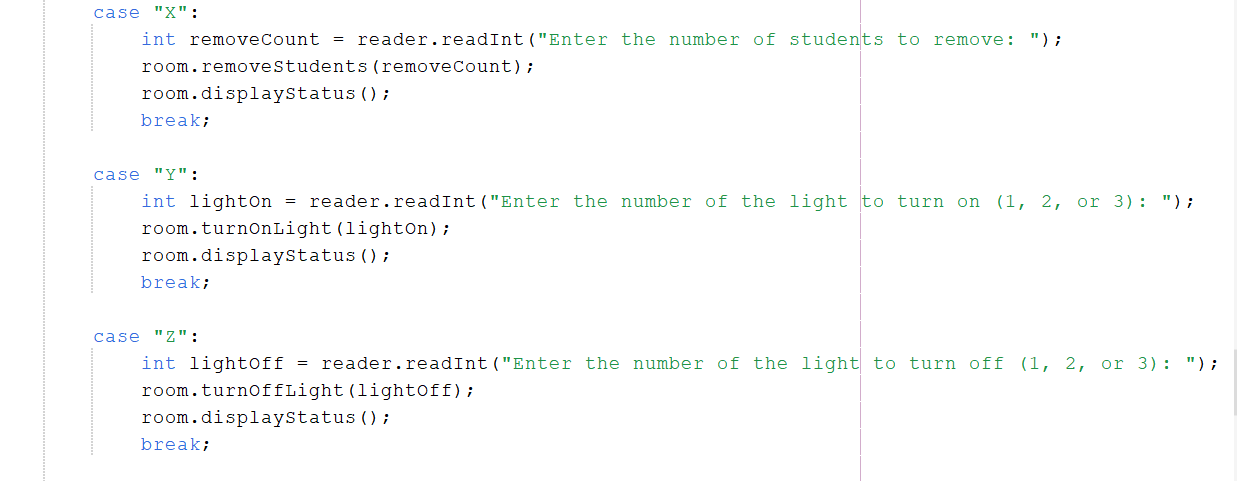 case "X":
int removeCount = reader.readInt("Enter the number of students to remove: ");
room.removeStudents(removeCount);
room.displayStatus();
break;
case "Y":
int lightOn = reader.readInt("Enter the number of the light to turn on (1, 2, or 3): ");
room.turnOnLight(lightOn);
room.displayStatus();
break;
case "Z":
int lightOff = reader.readInt("Enter the number of the light to turn off (1, 2, or 3): ");
room.turnOffLight(lightOff);
room.displayStatus();
break;